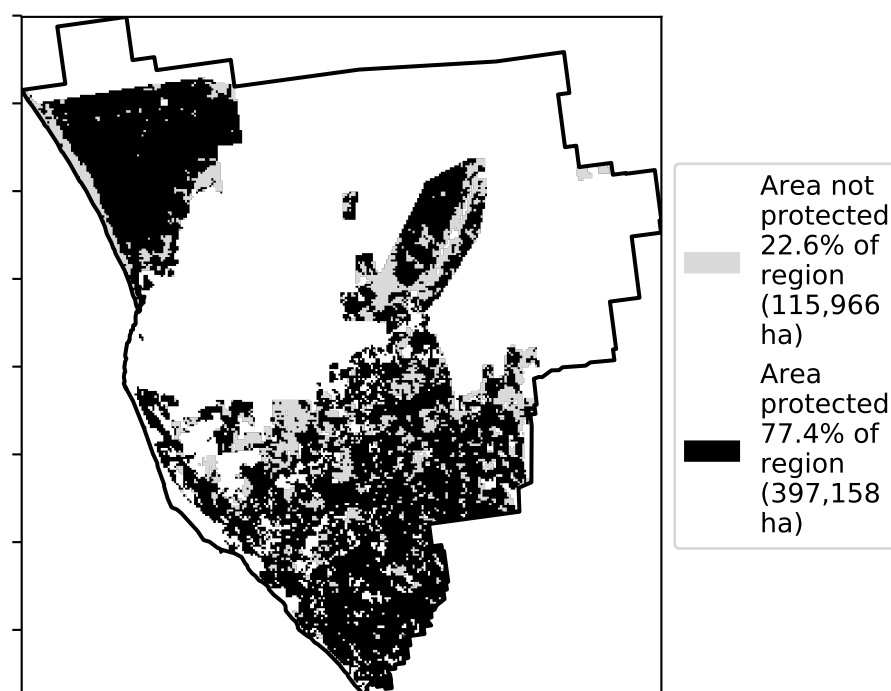 Area not
protected
22.6% of
region
(115,966
ha)
Area
protected
77.4% of
region
(397,158
ha)